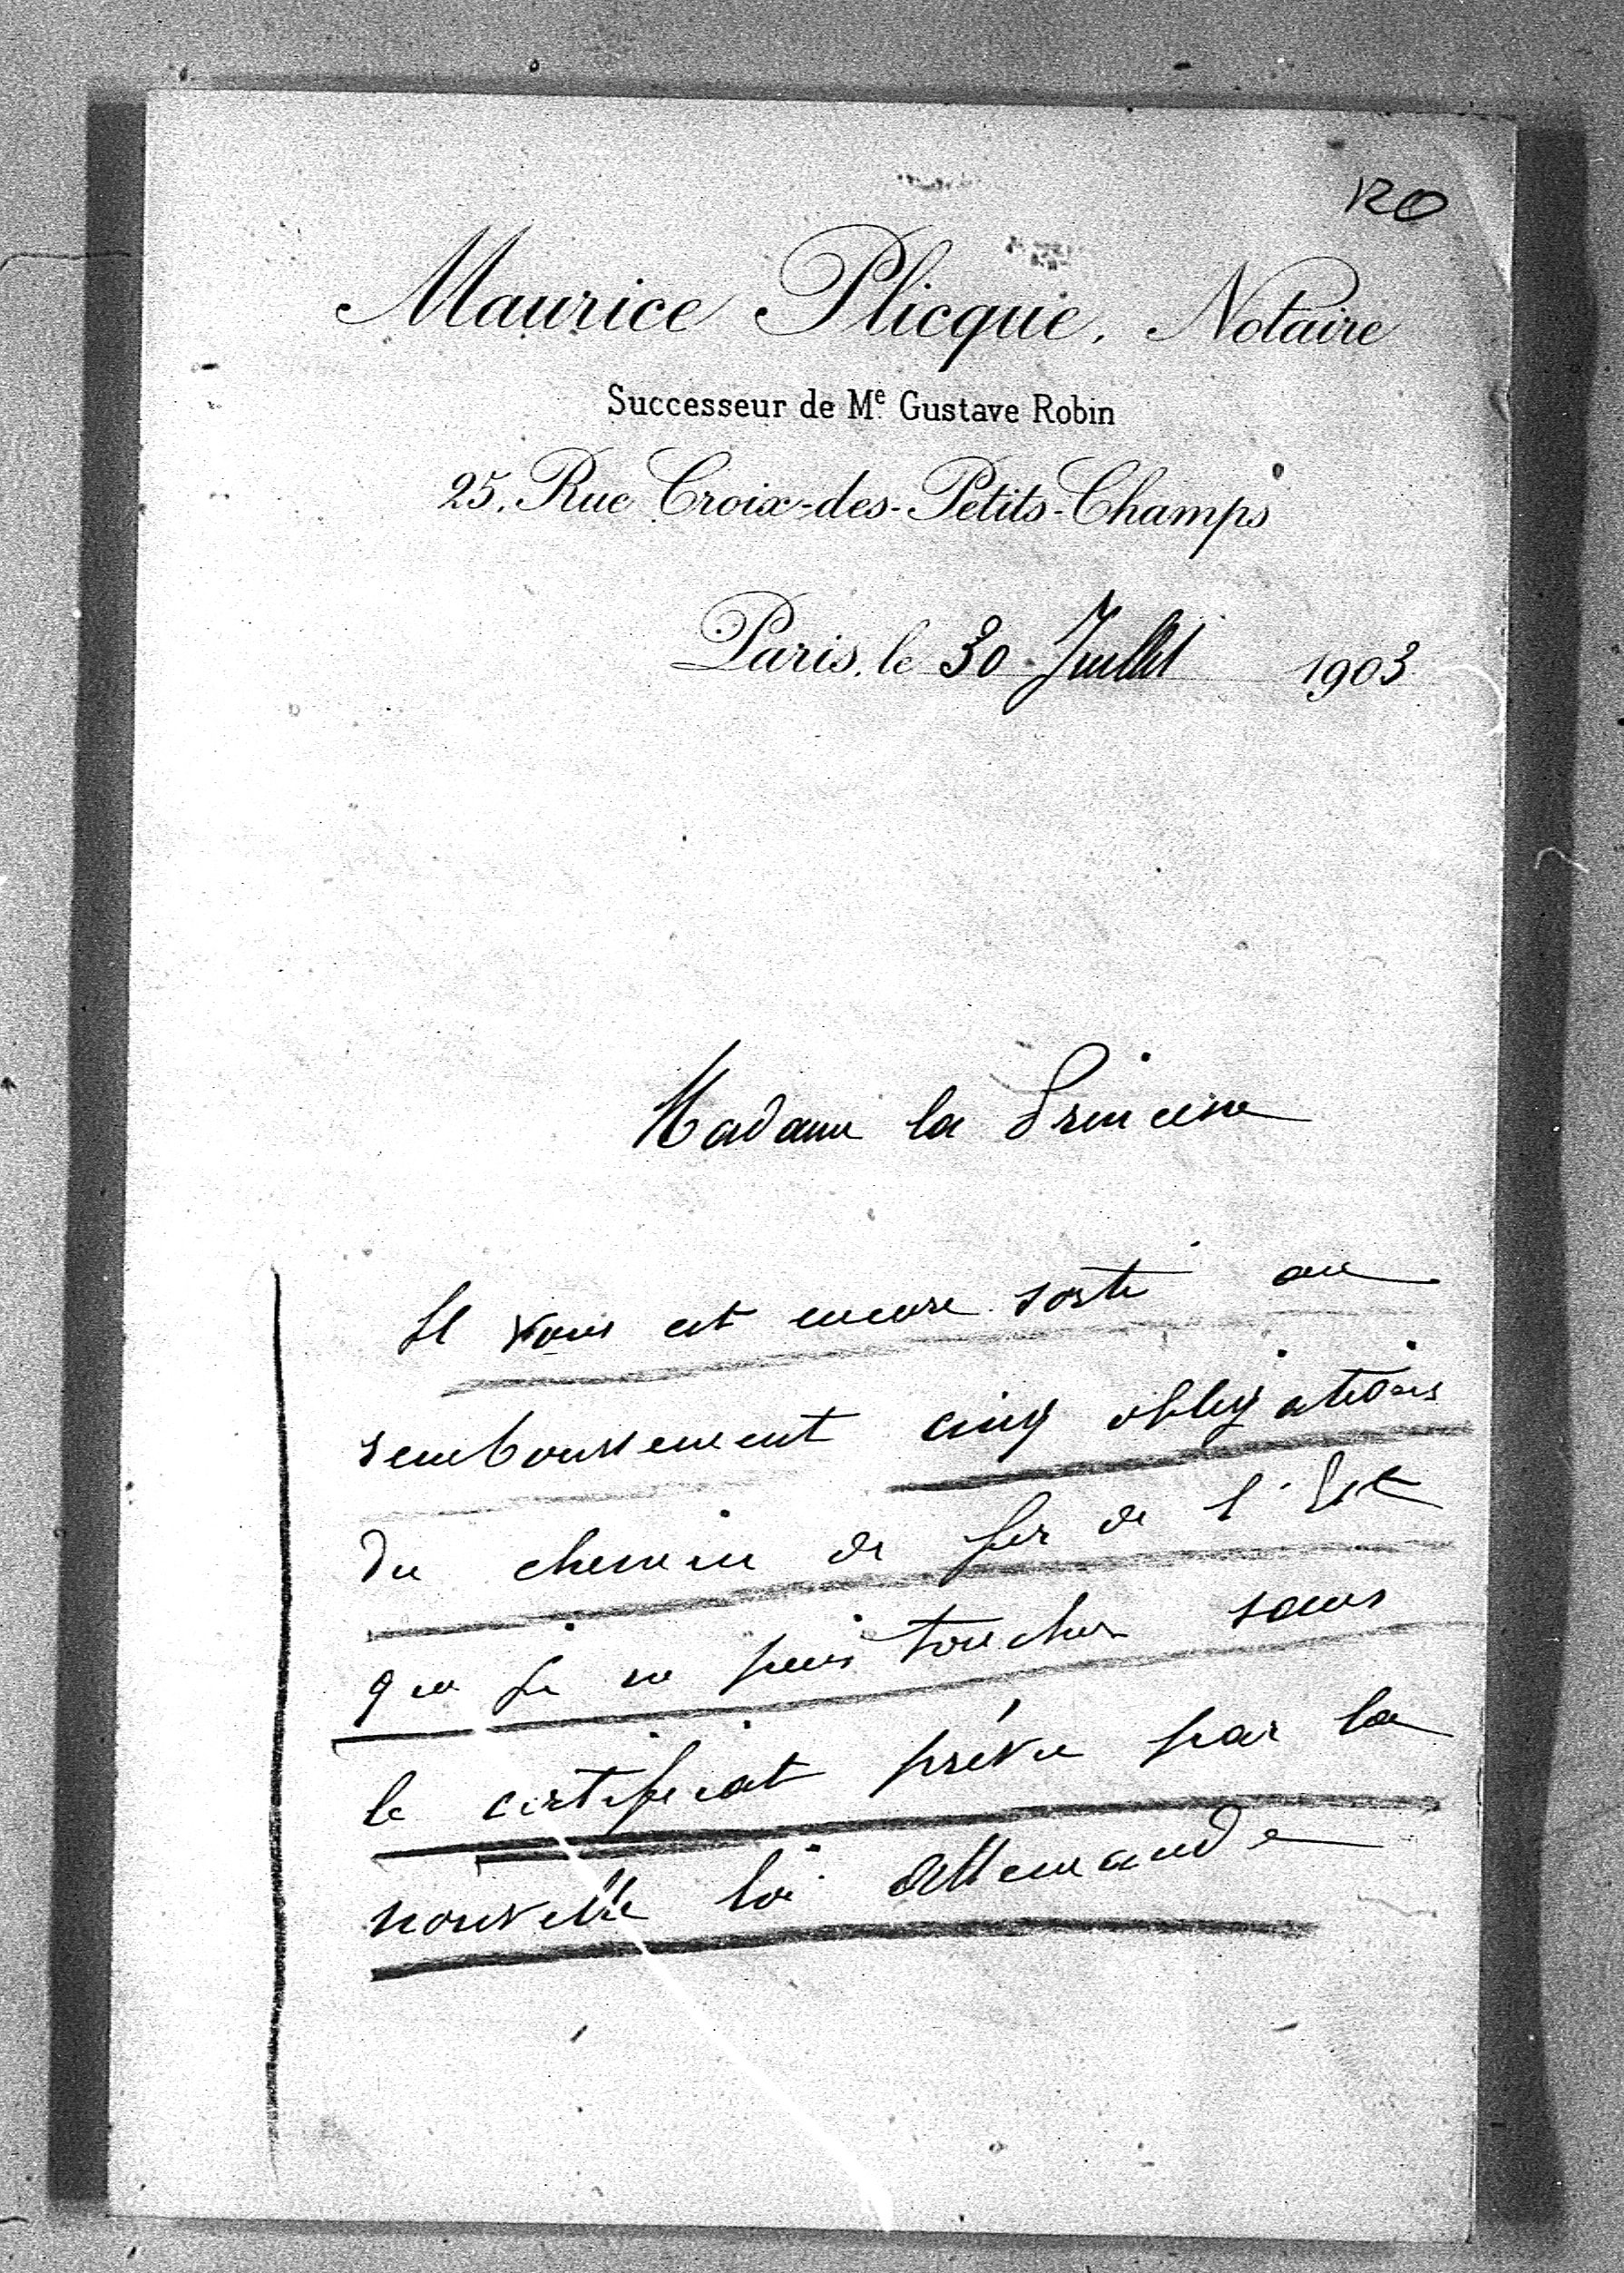 120
Maurice Plicque, Notaire
Successeur de Me Gustave Robin
25, Rue Croix-des-Petits-Champs
Paris, le 30 Juillet 1903
Madame la Princesse
Il vous est encore sorti au
remboursement cinq obligations
du chemin de fer de l'Est
que je ne puis toucher sans
le certificat prévu par la
nouvelle loi allemande